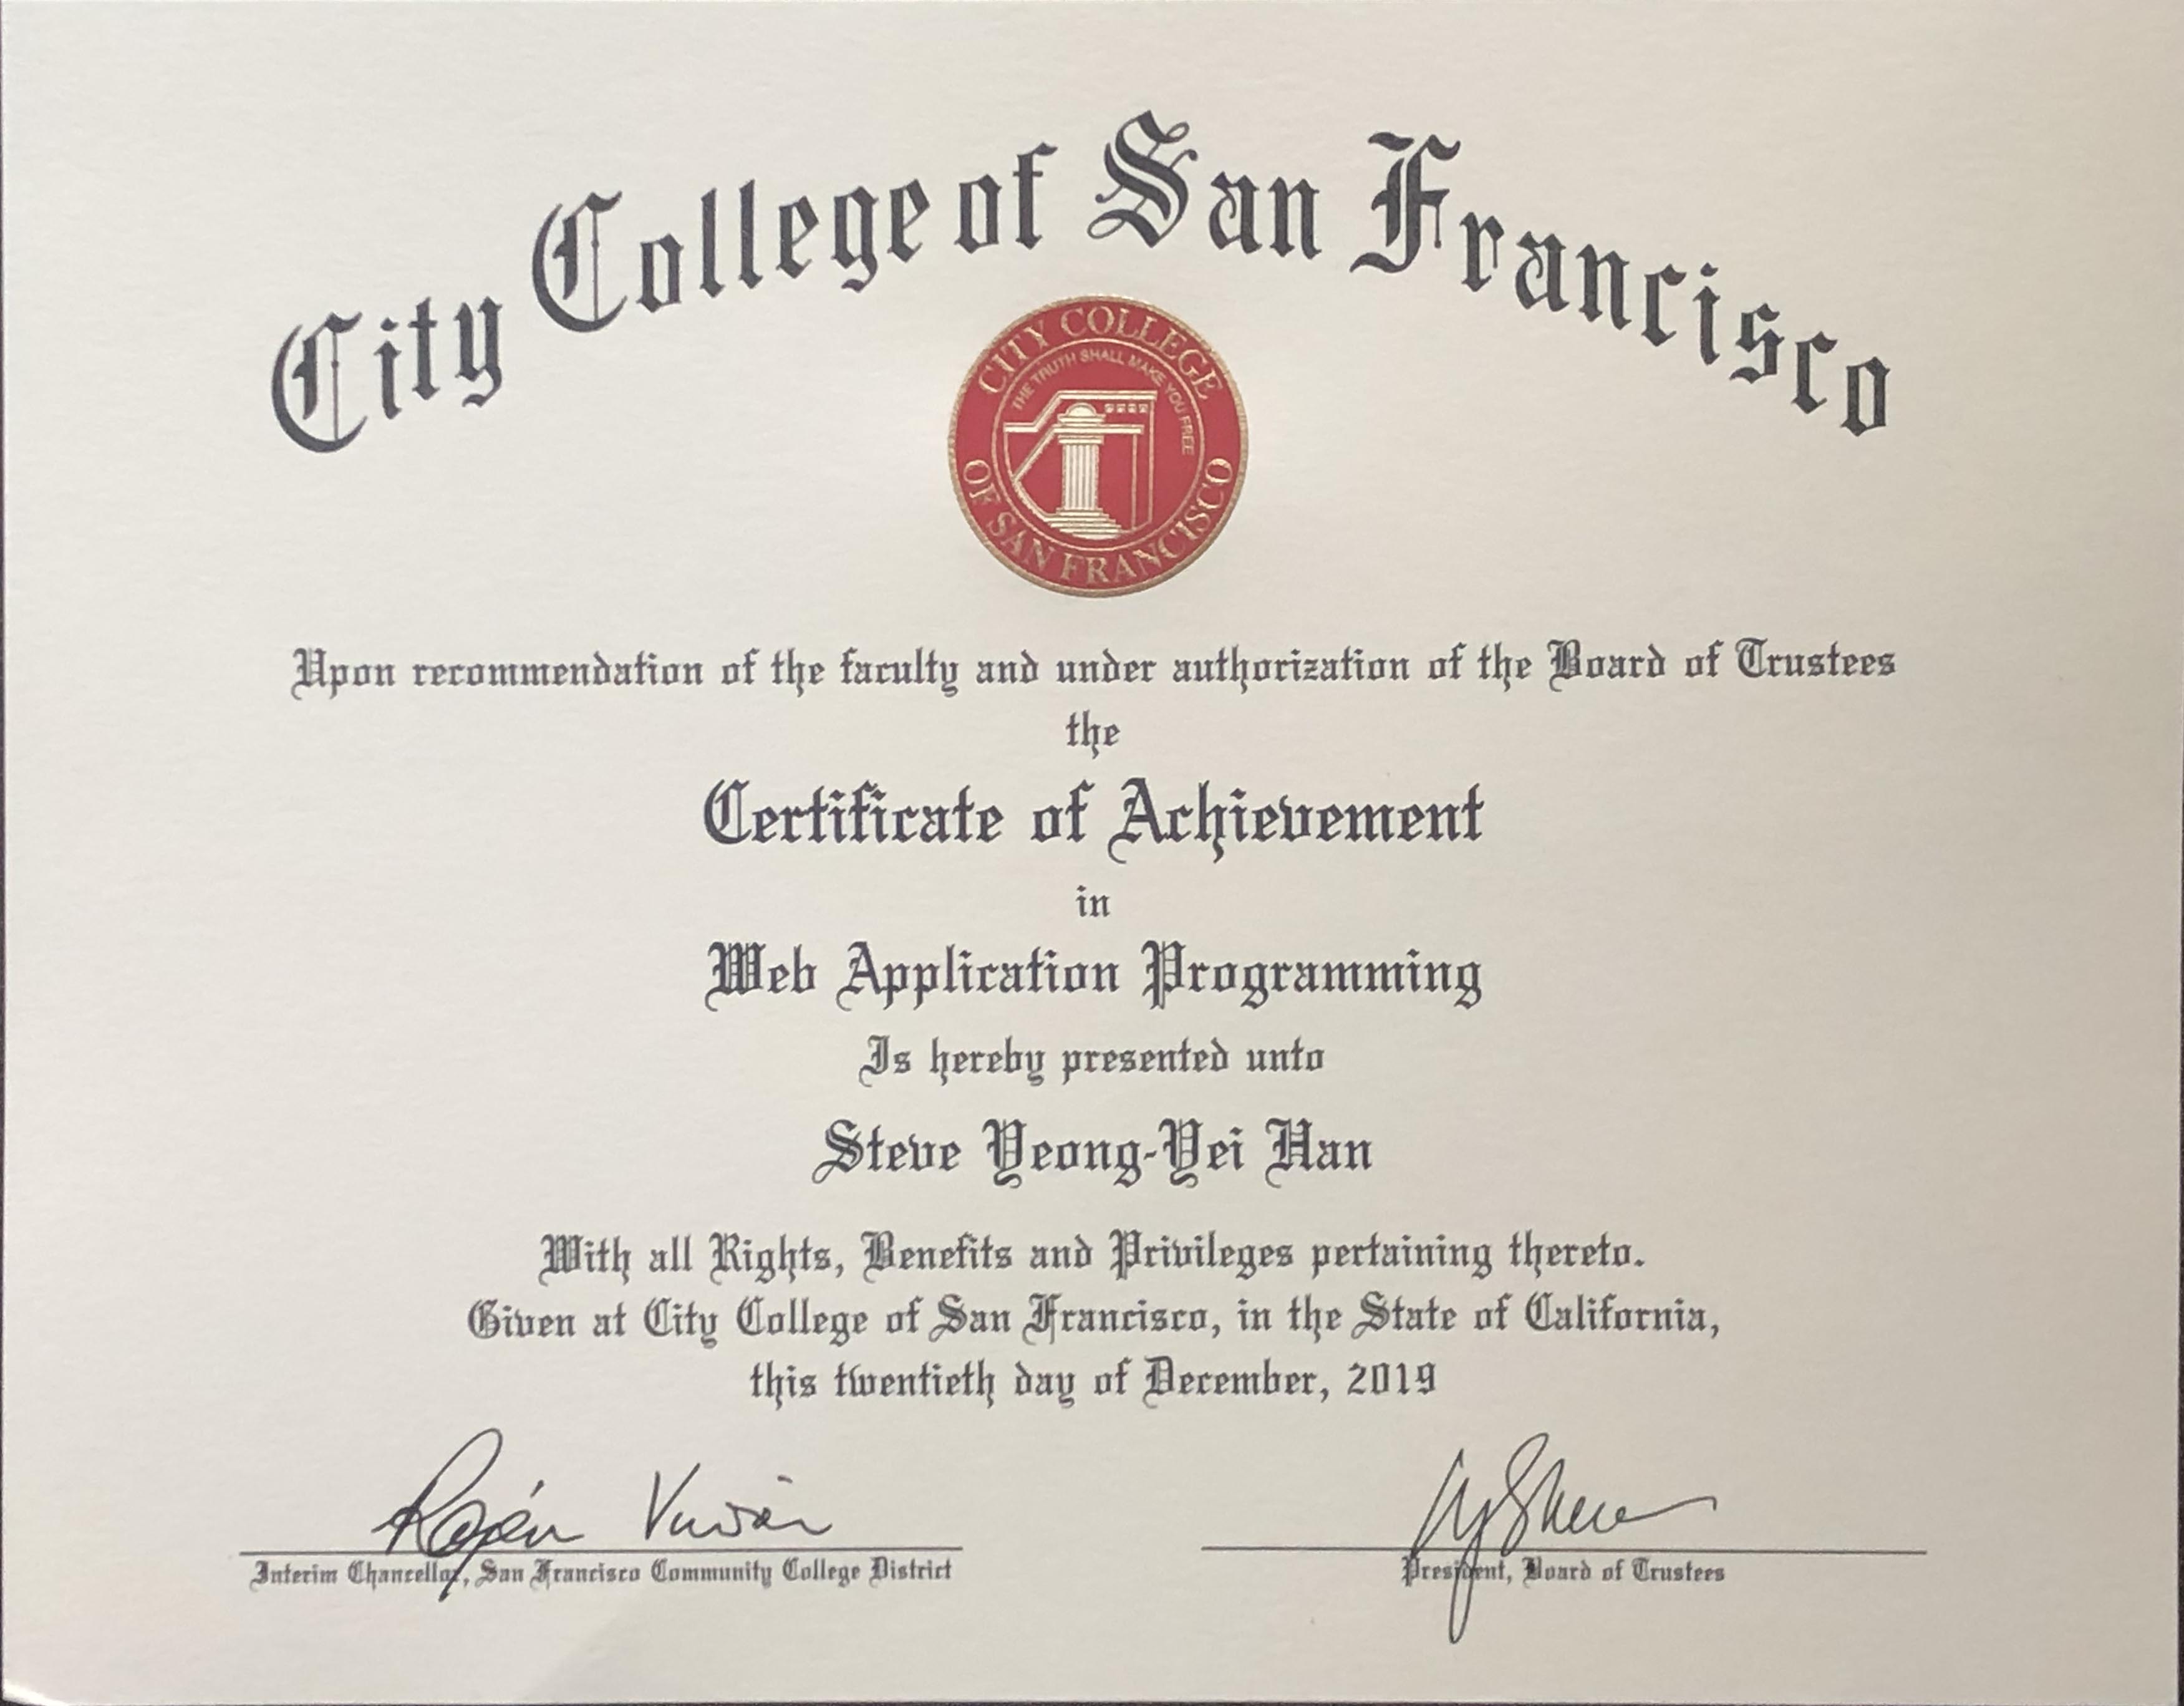 City College of San Francisco
CITY COLLEGE
THE TRUTH SHALL MAKE YOU FREE
OF SAN FRANCISCO
Upon recommendation of the faculty and under authorization of the Board of Trustees
the
Certificate of Achievement
in
Web Application Programming
Is hereby presented unto
Steve Yeong-Yei Han
With all Rights, Benefits and Privileges pertaining thereto.
Given at City College of San Francisco, in the State of California,
this twentieth day of December, 2019
Interim Chancellor, San Francisco Community College District
President, Board of Trustees